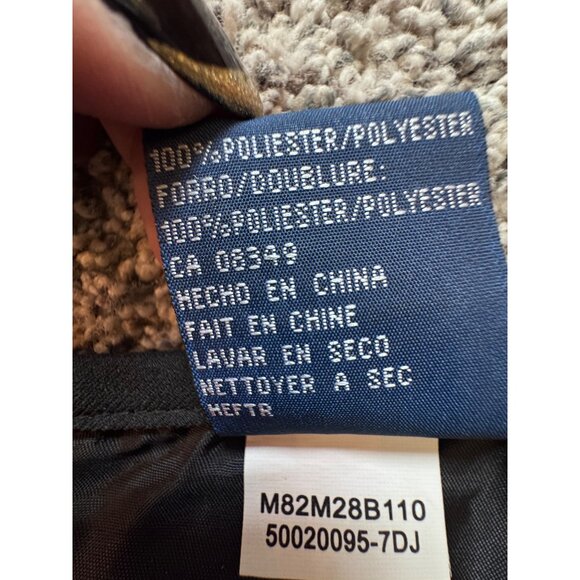 100%POLIESTER/POLYESTER
FORRO/DOUBLURE:
100%POLIESTER/POLYESTER
CA 08349
HECHO EN CHINA
FAIT EN CHINE
LAVAR EN SECO
NETTOYER A SEC
HEFTR
M82M28B110
50020095-7DJ